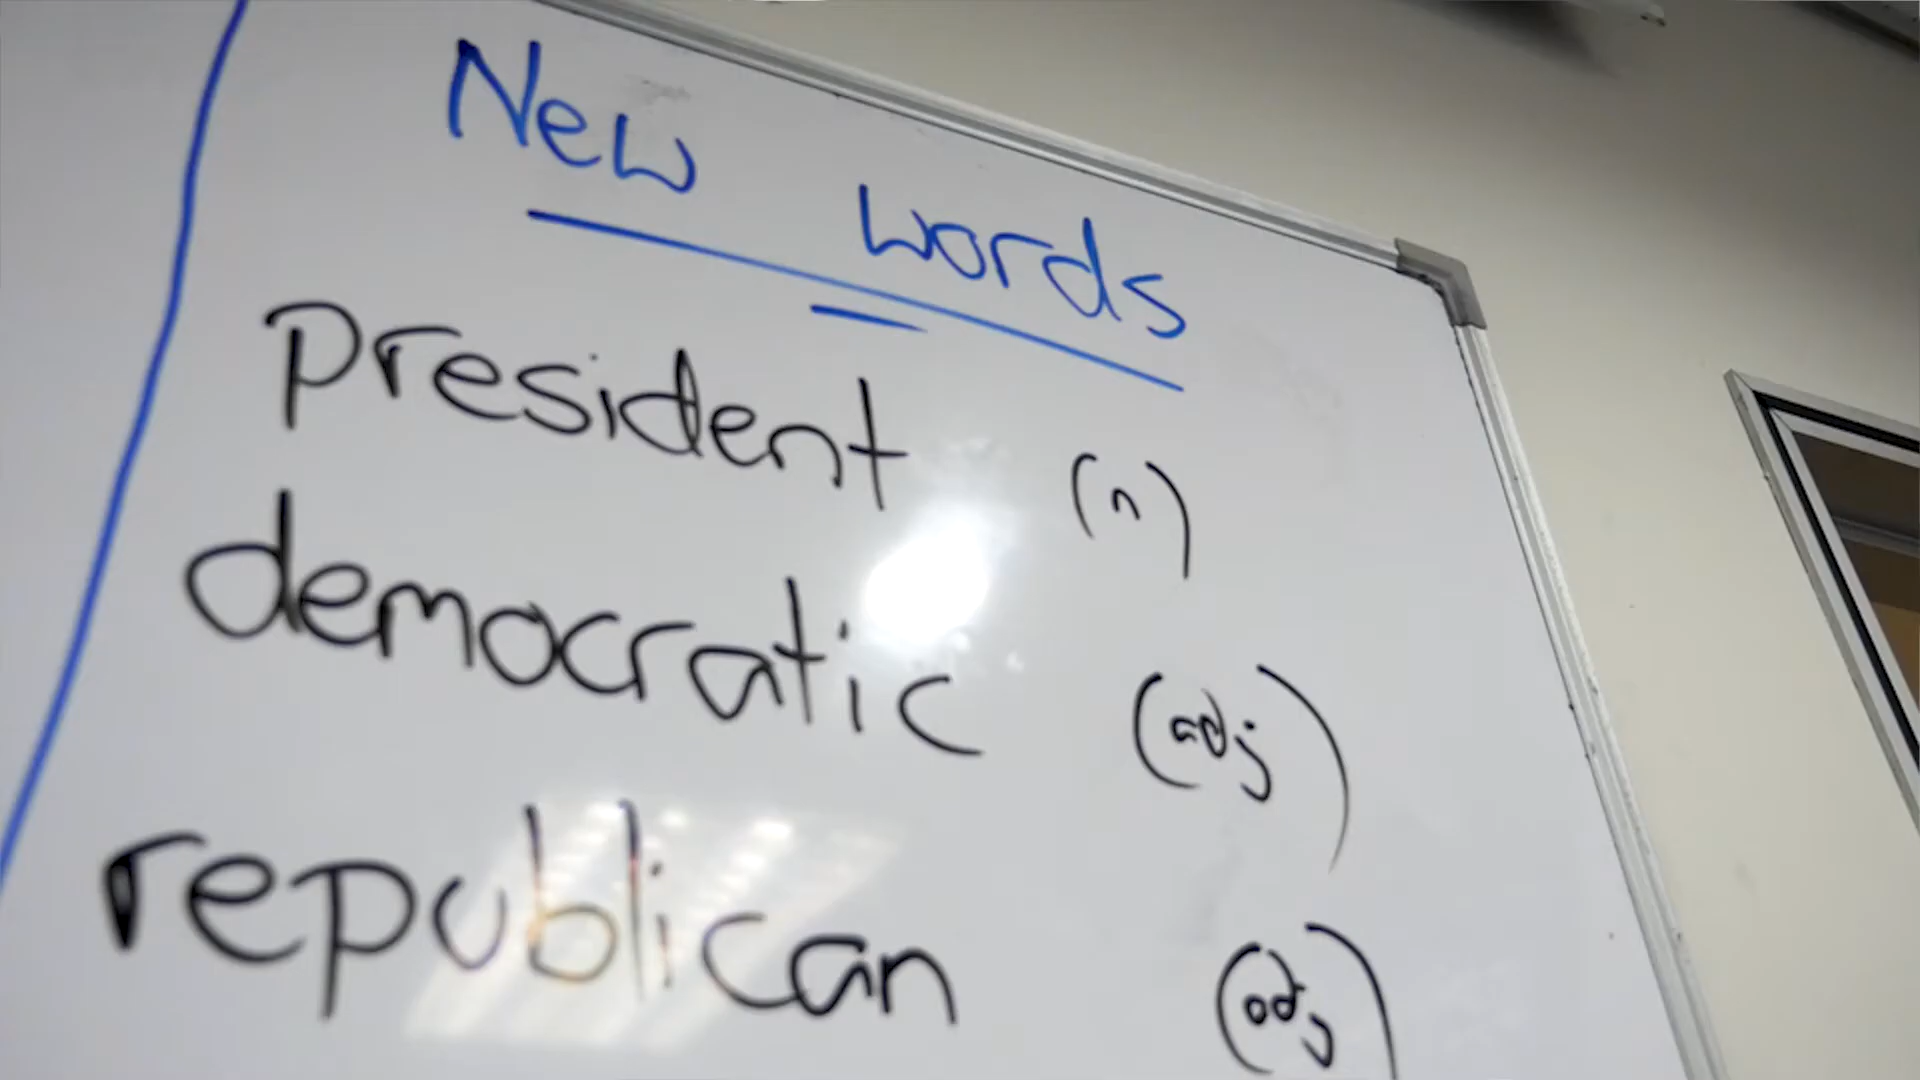 New words
president (n)
democratic (adj)
republican (adj)